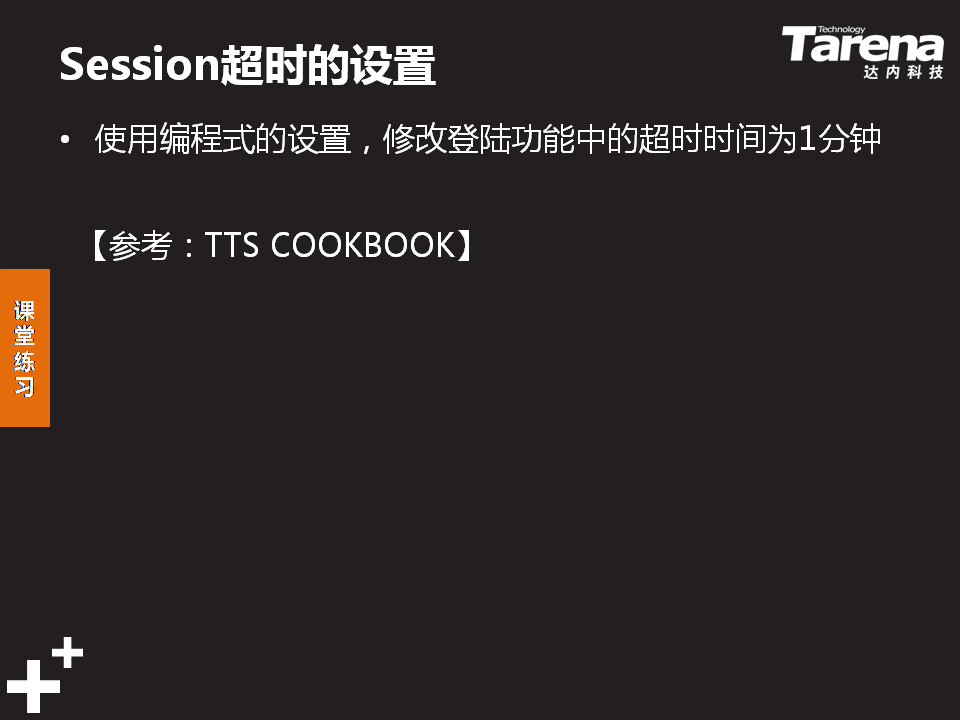 Session超时的设置
Technology
Tarena
达内科技
• 使用编程式的设置，修改登陆功能中的超时时间为1分钟
【参考：TTS COOKBOOK】
课堂练习